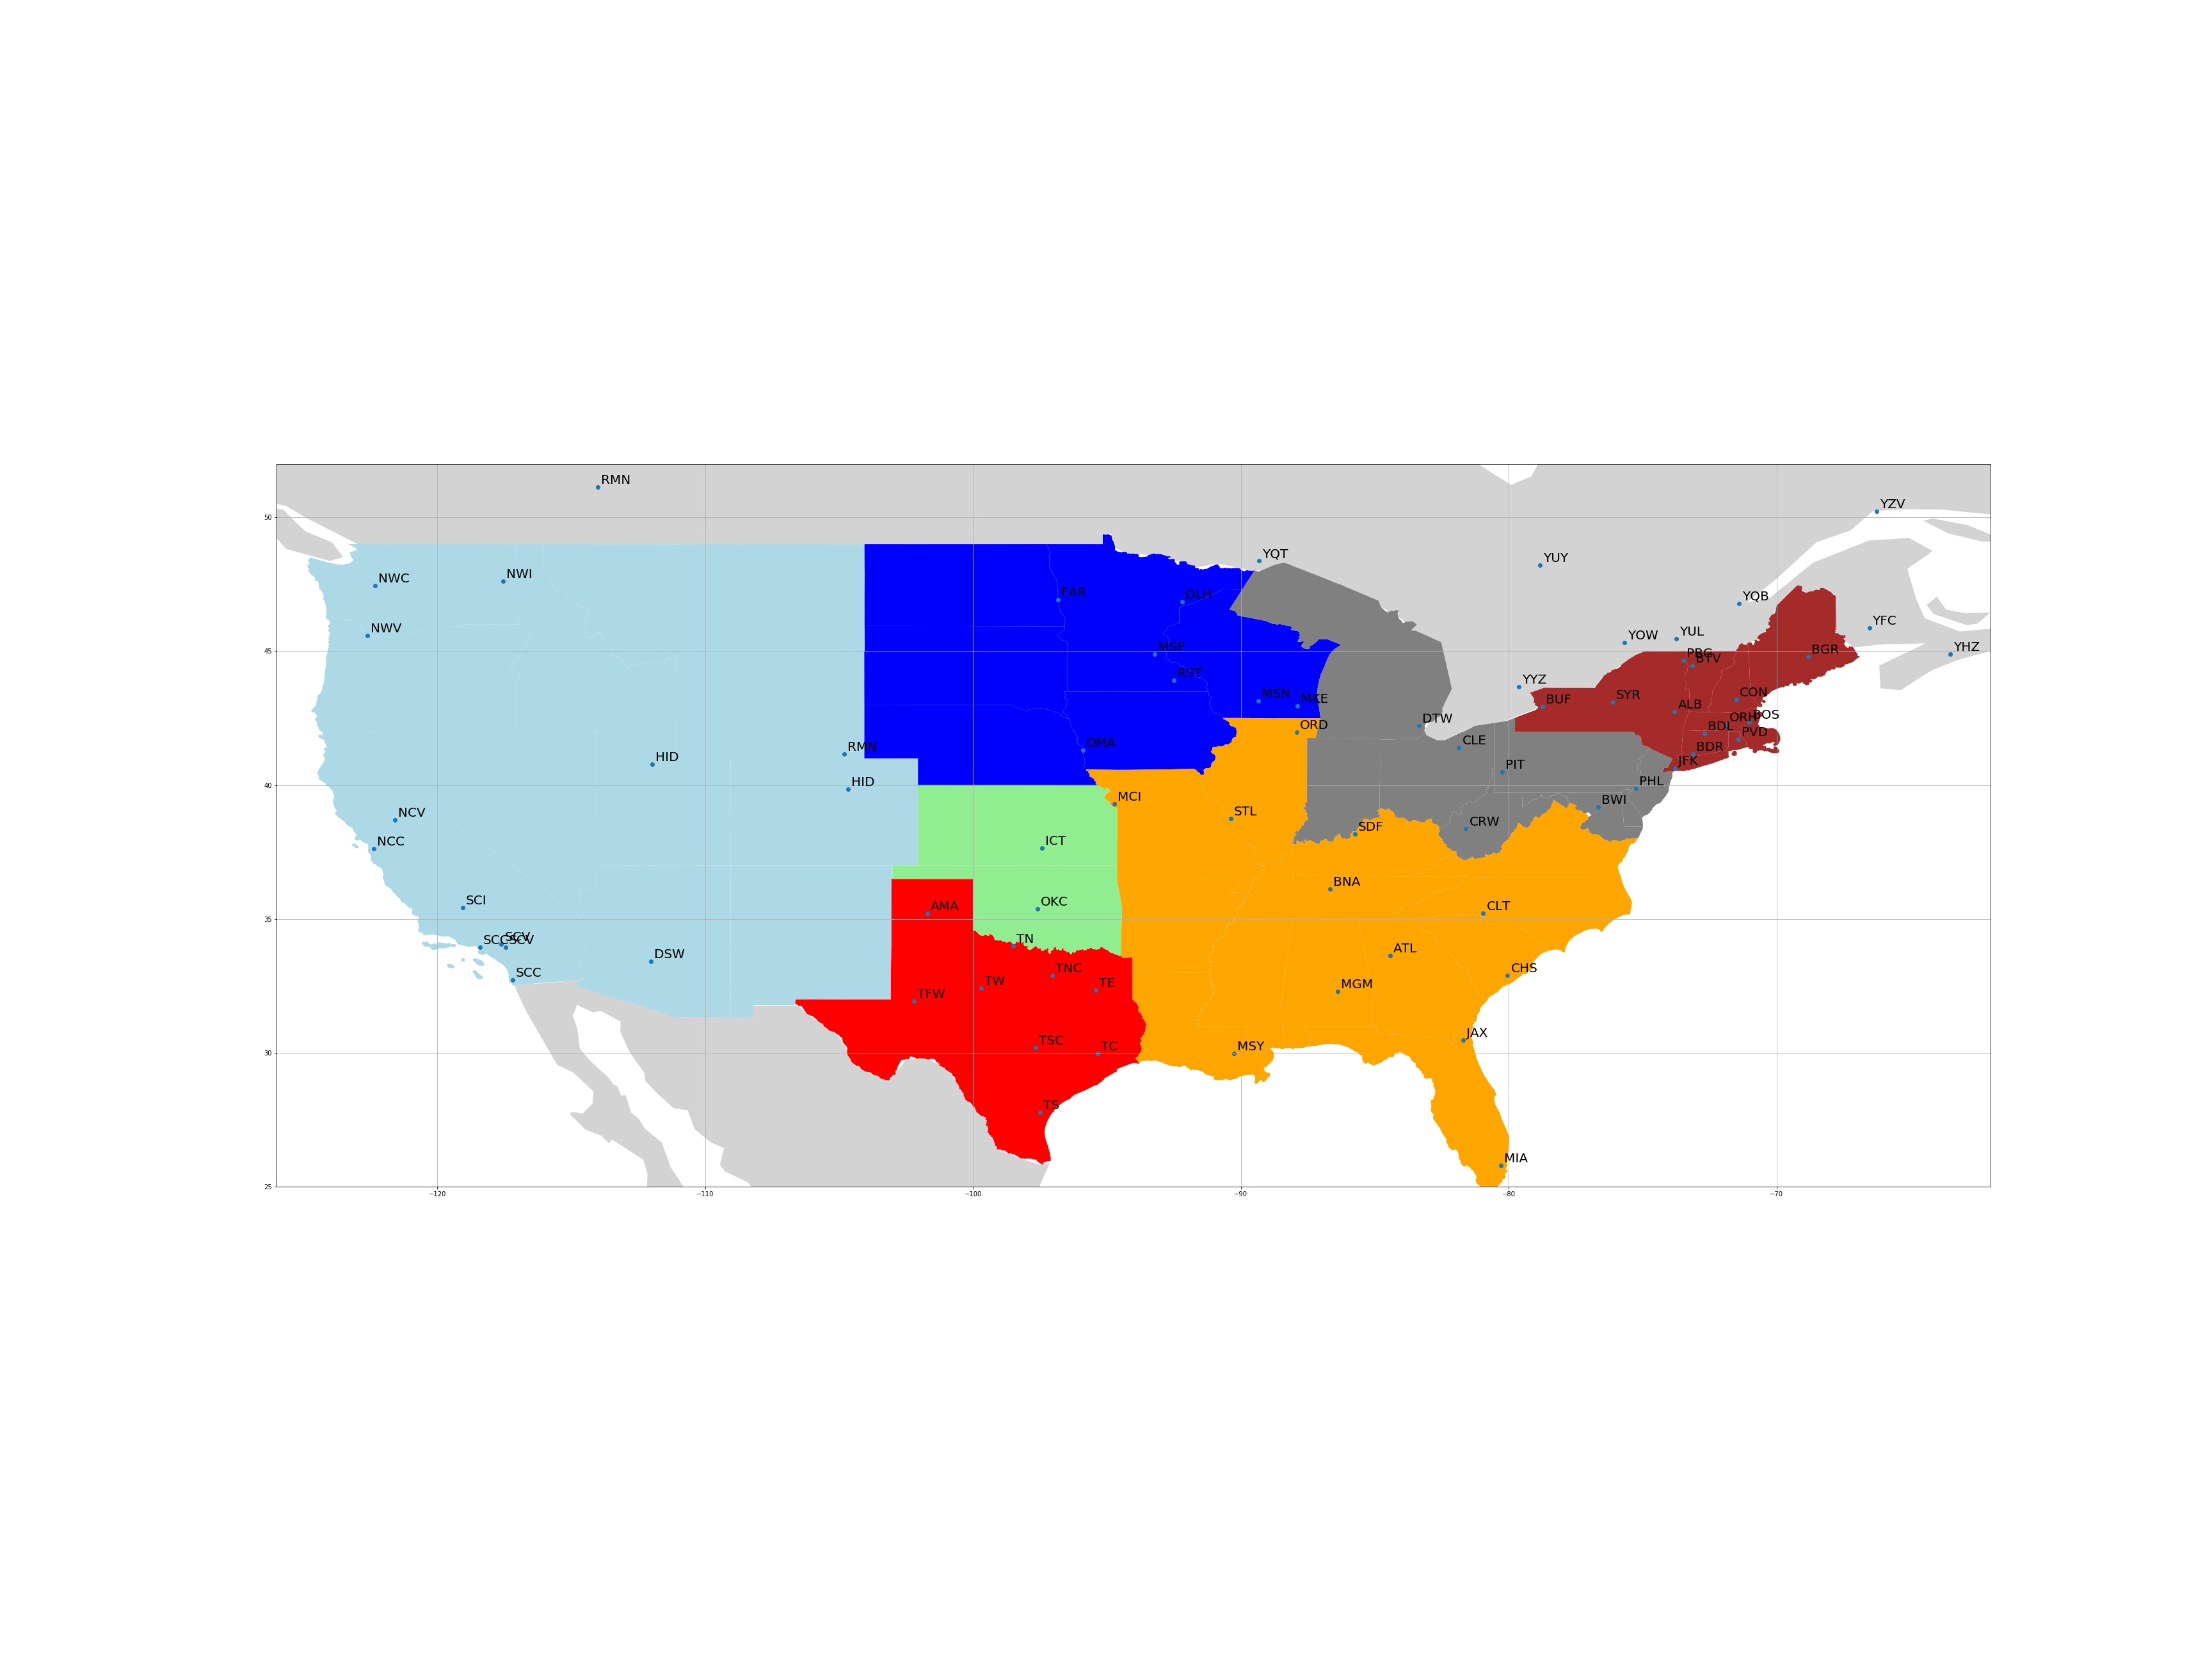 RMN
YZV
50
YQT
YUY
NWC
NWI
FAR
DLH
YQB
YFC
NWV
YOW
YUL
45
MSP
PBG
BTV
BGR
YHZ
RST
YYZ
MSN
MKE
BUF
SYR
ALB
CON
ORD
DTW
BDL
ORH
BOS
PVD
HID
RMN
OMA
CLE
BDR
JFK
PIT
40
HID
PHL
MCI
BWI
NCV
STL
SDF
CRW
NCC
ICT
BNA
SCI
AMA
OKC
CLT
35
SCC
SCV
SCV
TN
DSW
ATL
SCC
TNC
CHS
TFW
TW
TE
MGM
TSC
TC
MSY
JAX
30
TS
MIA
25
−120
−110
−100
−90
−80
−70